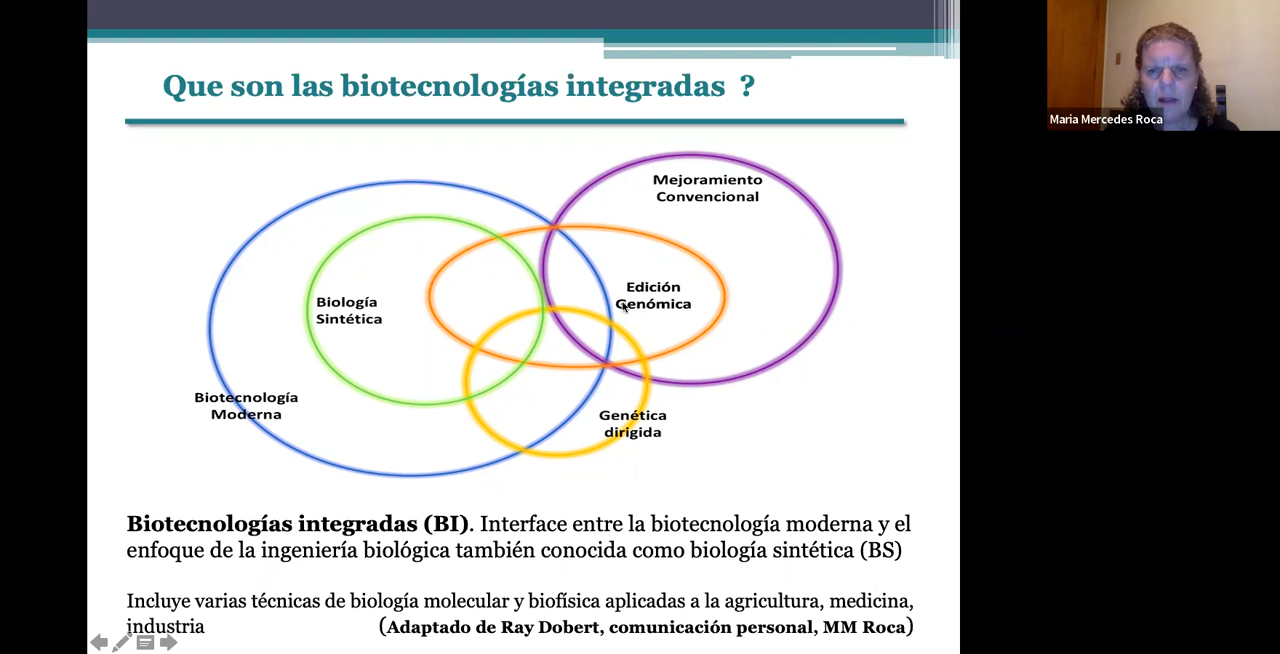 Que son las biotecnologías integradas ?
Maria Mercedes Roca
Mejoramiento
Convencional
Edición
Genómica
Biología
Sintética
Biotecnología
Moderna
Genética
dirigida
Biotecnologías integradas (BI). Interface entre la biotecnología moderna y el
enfoque de la ingeniería biológica también conocida como biología sintética (BS)
Incluye varias técnicas de biología molecular y biofísica aplicadas a la agricultura, medicina,
industria (Adaptado de Ray Dobert, comunicación personal, MM Roca)